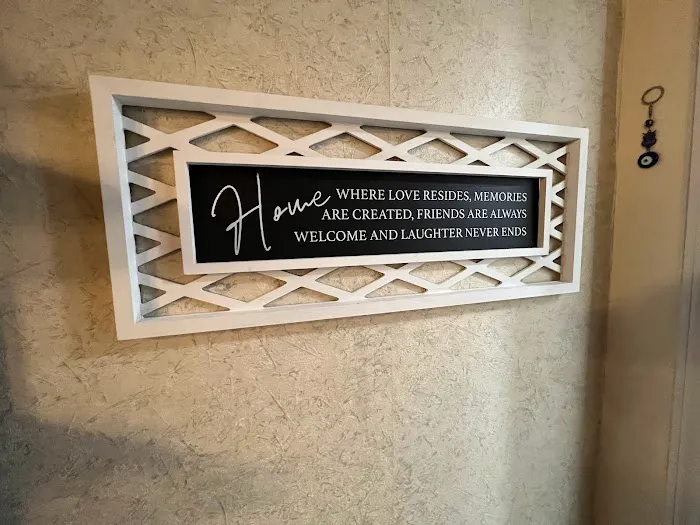 Home WHERE LOVE RESIDES, MEMORIES
ARE CREATED, FRIENDS ARE ALWAYS
WELCOME AND LAUGHTER NEVER ENDS